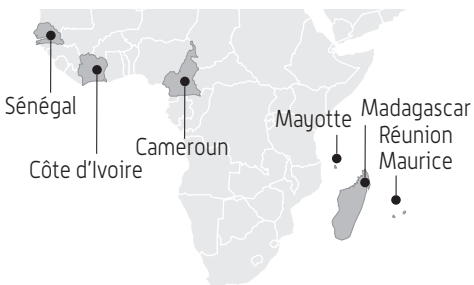 Sénégal
Côte d'Ivoire
Cameroun
Mayotte
Madagascar
Réunion
Maurice